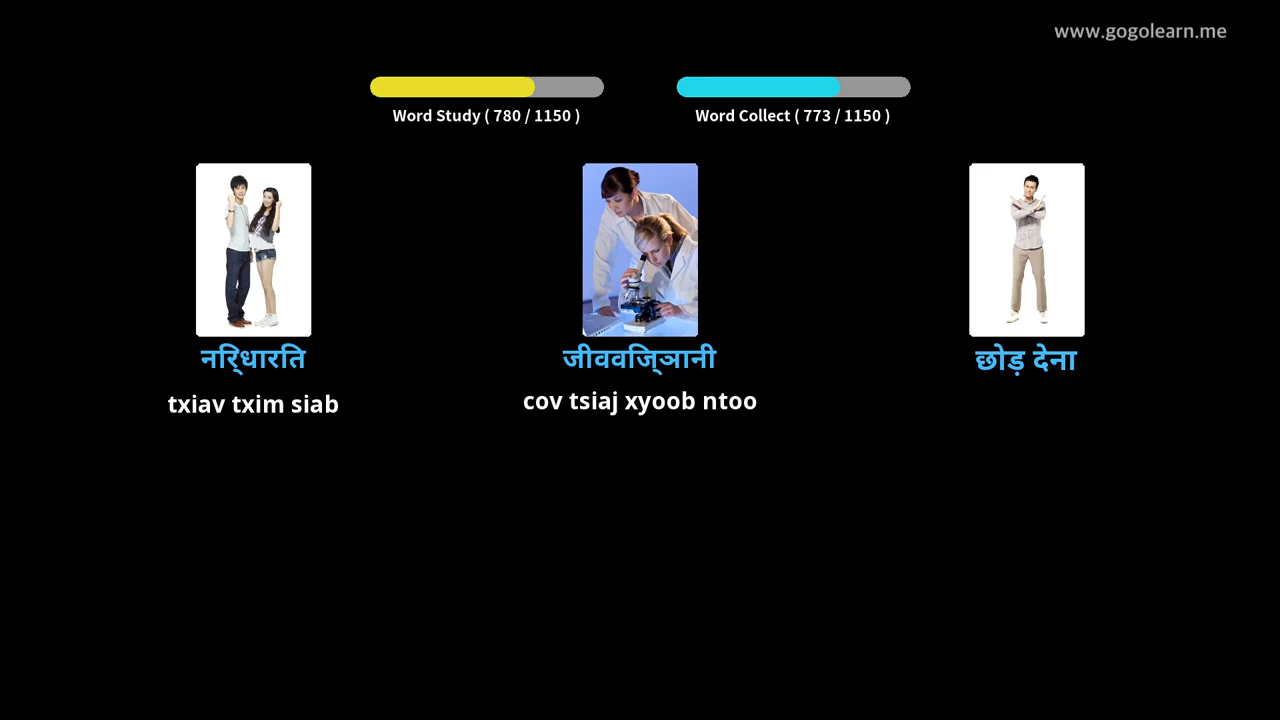 www.gogolearn.me
Word Study ( 780 / 1150 )
Word Collect ( 773 / 1150 )
नरि्धारति
जीववजि्ञानी
छोड़ देना
txiav txim siab
cov tsiaj xyoob ntoo